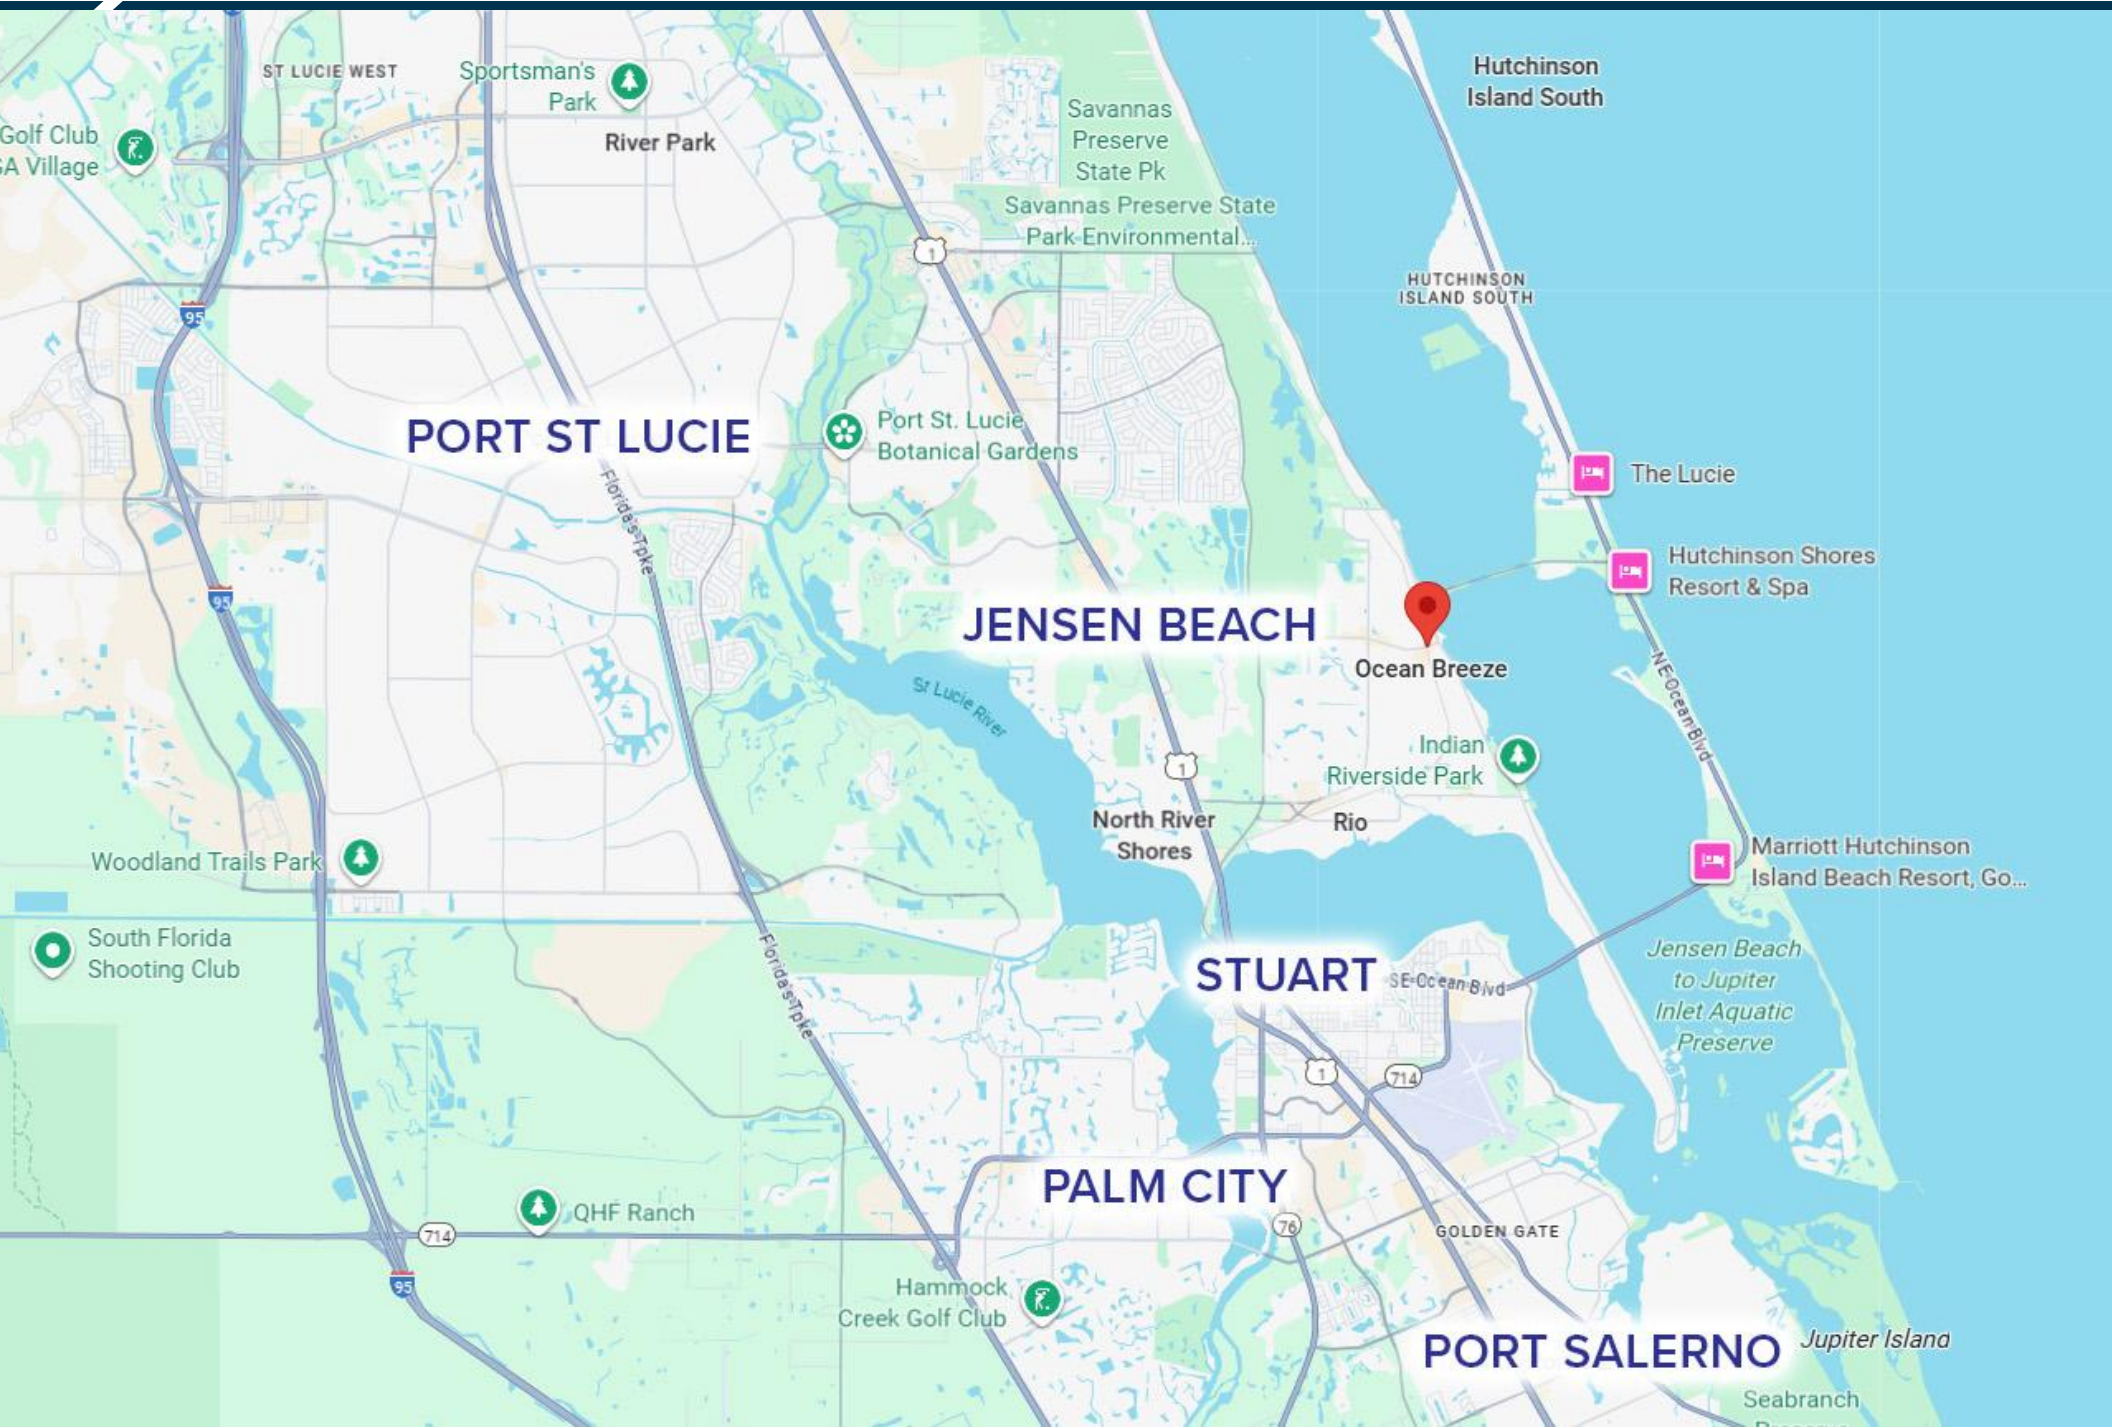 ST LUCIE WEST
Sportsman's
Park
River Park
Golf Club
SA Village
Hutchinson
Island South
Savannas
Preserve
State Pk
Savannas Preserve State
Park Environmental...
1
HUTCHINSON
ISLAND SOUTH
95
PORT ST LUCIE
Port St. Lucie
Botanical Gardens
Florida's Tpke
The Lucie
Hutchinson Shores
Resort & Spa
95
JENSEN BEACH
Ocean Breeze
St Lucie River
NE Ocean Blvd
Indian
Riverside Park
1
North River
Shores
Rio
Woodland Trails Park
Marriott Hutchinson
Island Beach Resort, Go...
South Florida
Shooting Club
Florida's Tpke
STUART
SE Ocean Blvd
Jensen Beach
to Jupiter
Inlet Aquatic
Preserve
1
714
PALM CITY
QHF Ranch
714
76
GOLDEN GATE
95
Hammock
Creek Golf Club
PORT SALERNO
Jupiter Island
Seabranch